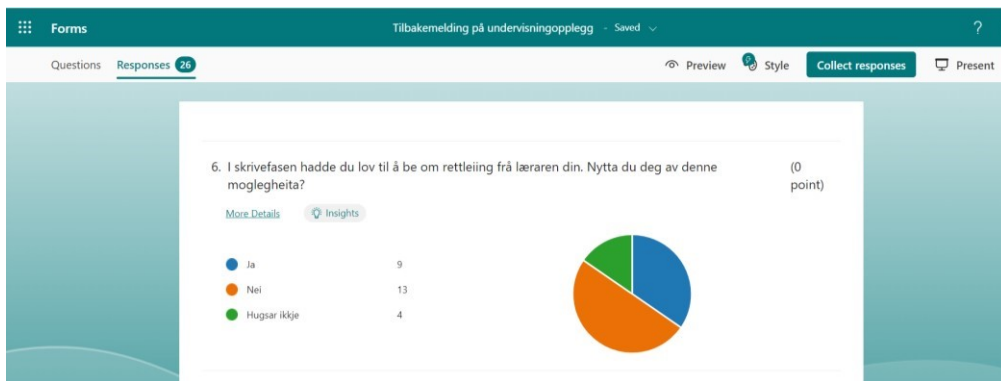 Forms
Tilbakemelding på undervisningopplegg - Saved
?
Questions Responses 26
Preview Style Collect responses Present
6. I skrivefasen hadde du lov til å be om rettleiing frå læraren din. Nytta du deg av denne
moglegheita?
(0
point)
More Details Insights
Ja 9
Nei 13
Hugsar ikkje 4